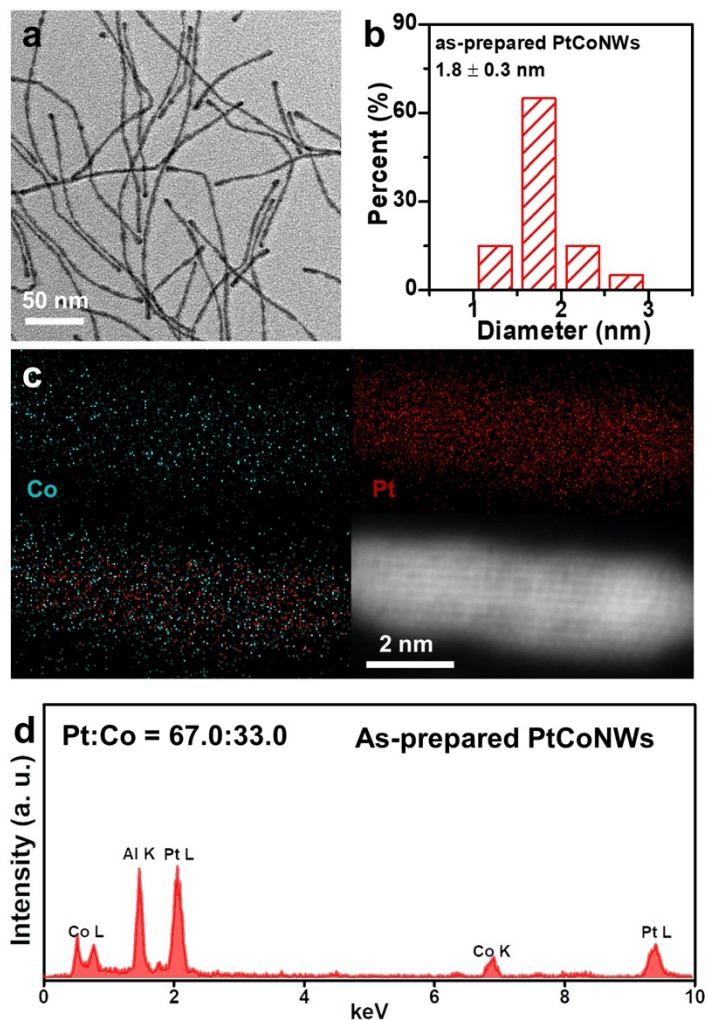 a
50 nm
b
as-prepared PtCoNWs
1.8 ± 0.3 nm
Percent (%)
90
60
30
0
1 2 3
Diameter (nm)
c
Co
Pt
2 nm
d
Pt:Co = 67.0:33.0
As-prepared PtCoNWs
Intensity (a. u.)
Co L
Al K
Pt L
Co K
Pt L
0 2 4 6 8 10
keV